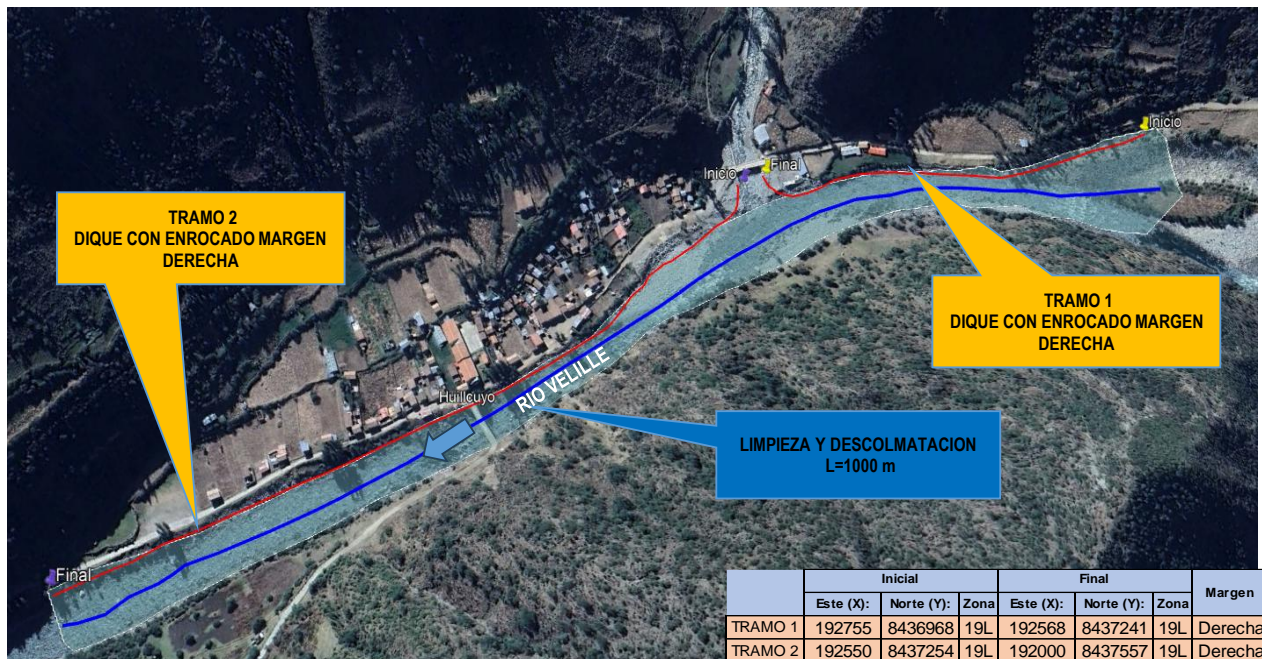 Inicio
Inicio
Final
TRAMO 2
DIQUE CON ENROCADO MARGEN
DERECHA
TRAMO 1
DIQUE CON ENROCADO MARGEN
DERECHA
Huillcuyo
RIO VELILLE
LIMPIEZA Y DESCOLMATACION
L=1000 m
Final
Inicial Final Margen
Este (X): Norte (Y): Zona Este (X): Norte (Y): Zona
TRAMO 1 192755 8436968 19L 192568 8437241 19L Derecha
TRAMO 2 192550 8437254 19L 192000 8437557 19L Derecha